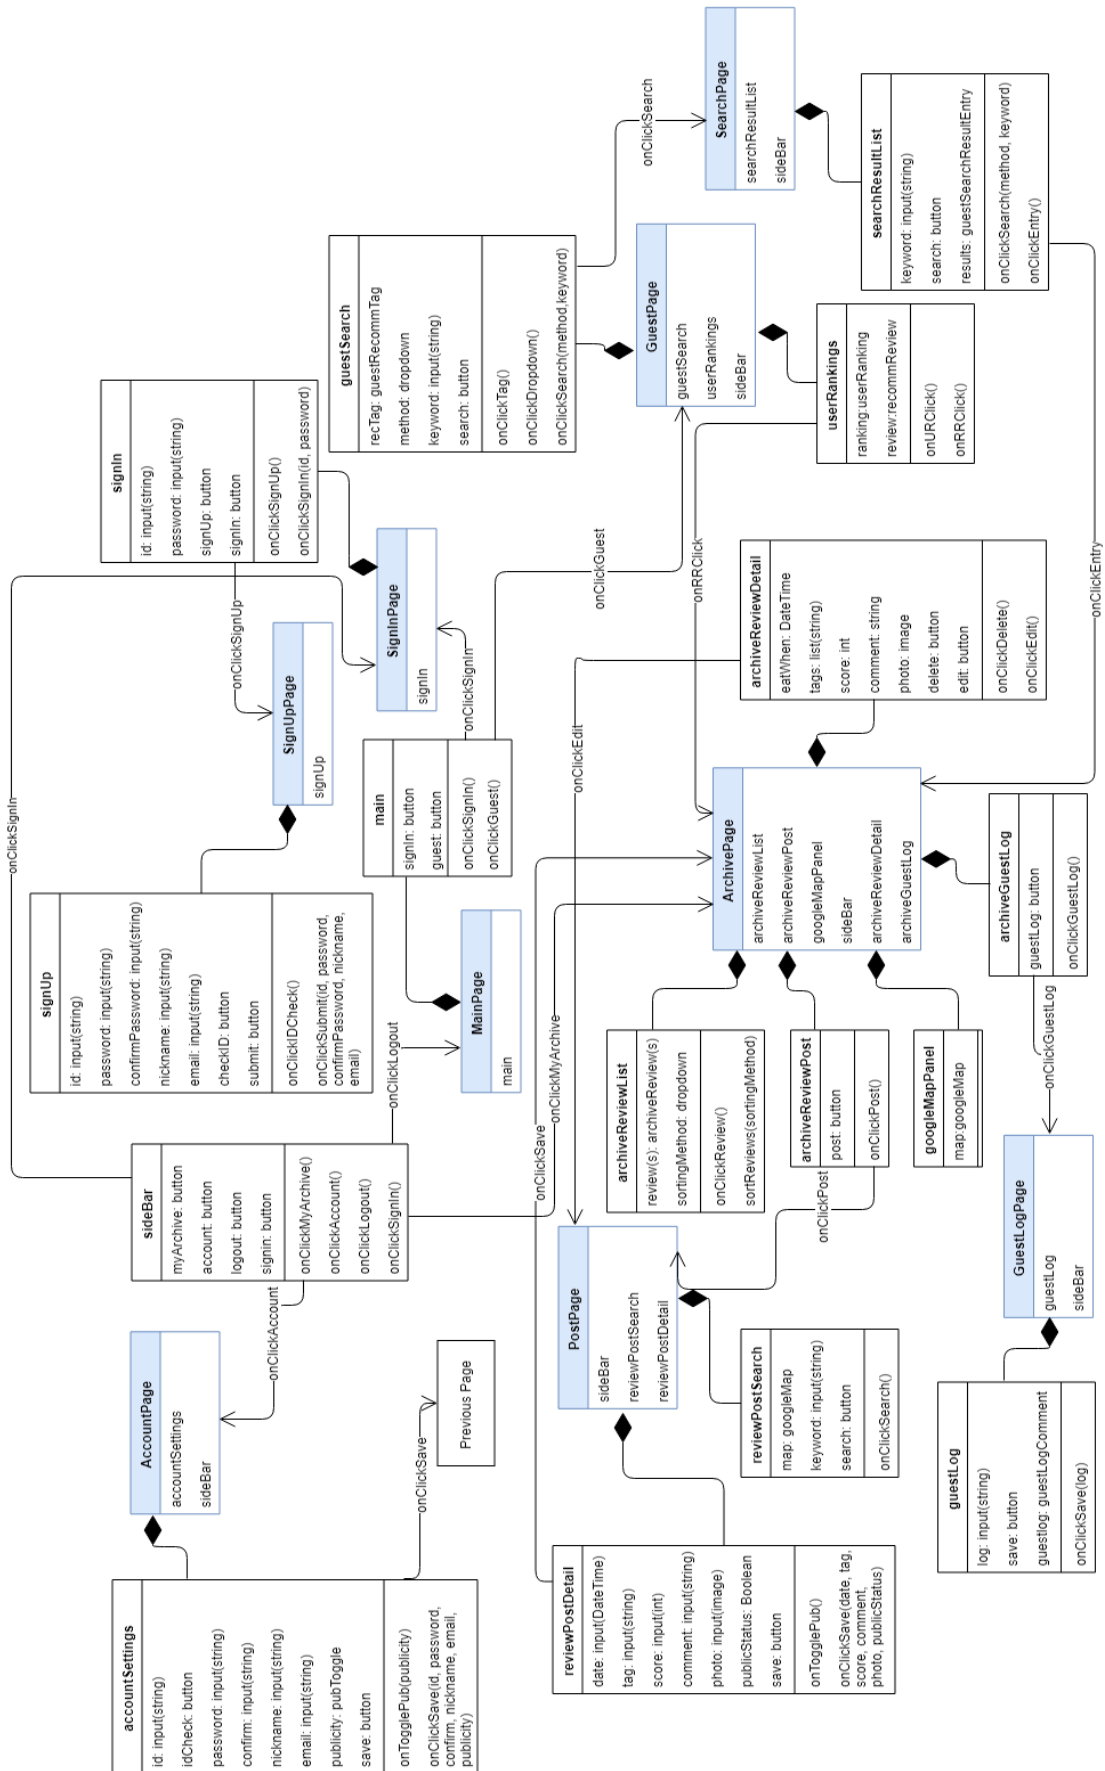 accountSettings
id: input(string)
idCheck: button
password: input(string)
confirm: input(string)
nickname: input(string)
email: input(string)
publicity: pubToggle
save: button
onTogglePub(publicity)
onClickSave(id, password,
confirm, nickname, email,
publicity)
AccountPage
accountSettings
sideBar
onClickSave
Previous Page
onClickAccount
sideBar
myArchive: button
account: button
logout: button
signin: button
onClickMyArchive()
onClickAccount()
onClickLogout()
onClickSignIn()
onClickSignIn
onClickLogout
onClickMyArchive
signUp
id: input(string)
password: input(string)
confirmPassword: input(string)
nickname: input(string)
email: input(string)
checkID: button
submit: button
onClickIDCheck()
onClickSubmit(id, password,
confirmPassword, nickname,
email)
SignUpPage
signUp
onClickSignUp
signIn
id: input(string)
password: input(string)
signUp: button
signIn: button
onClickSignUp()
onClickSignIn(id, password)
SignInPage
signIn
onClickSignIn
MainPage
main
main
signIn: button
guest: button
onClickSignIn()
onClickGuest()
onClickGuest
guestSearch
recTag: guestRecommTag
method: dropdown
keyword: input(string)
search: button
onClickTag()
onClickDropdown()
onClickSearch(method,keyword)
onClickSearch
GuestPage
guestSearch
userRankings
sideBar
SearchPage
searchResultList
sideBar
searchResultList
keyword: input(string)
search: button
results: guestSearchResultEntry
onClickSearch(method, keyword)
onClickEntry()
onClickEntry
userRankings
ranking:userRanking
review:recommReview
onURClick()
onRRClick()
onRRClick
reviewPostDetail
date: input(DateTime)
tag: input(string)
score: input(int)
comment: input(string)
photo: input(image)
publicStatus: Boolean
save: button
onTogglePub()
onClickSave(date, tag,
score, comment,
photo, publicStatus)
onClickSave
PostPage
sideBar
reviewPostSearch
reviewPostDetail
onClickEdit
onClickPost
reviewPostSearch
map: googleMap
keyword: input(string)
search: button
onClickSearch()
archiveReviewList
review(s): archiveReview(s)
sortingMethod: dropdown
onClickReview()
sortReviews(sortingMethod)
archiveReviewPost
post: button
onClickPost()
googleMapPanel
map:googleMap
ArchivePage
archiveReviewList
archiveReviewPost
googleMapPanel
sideBar
archiveReviewDetail
archiveGuestLog
archiveReviewDetail
eatWhen: DateTime
tags: list(string)
score: int
comment: string
photo: image
delete: button
edit: button
onClickDelete()
onClickEdit()
archiveGuestLog
guestLog: button
onClickGuestLog()
onClickGuestLog
GuestLogPage
guestLog
sideBar
guestLog
log: input(string)
save: button
guestlog: guestLogComment
onClickSave(log)